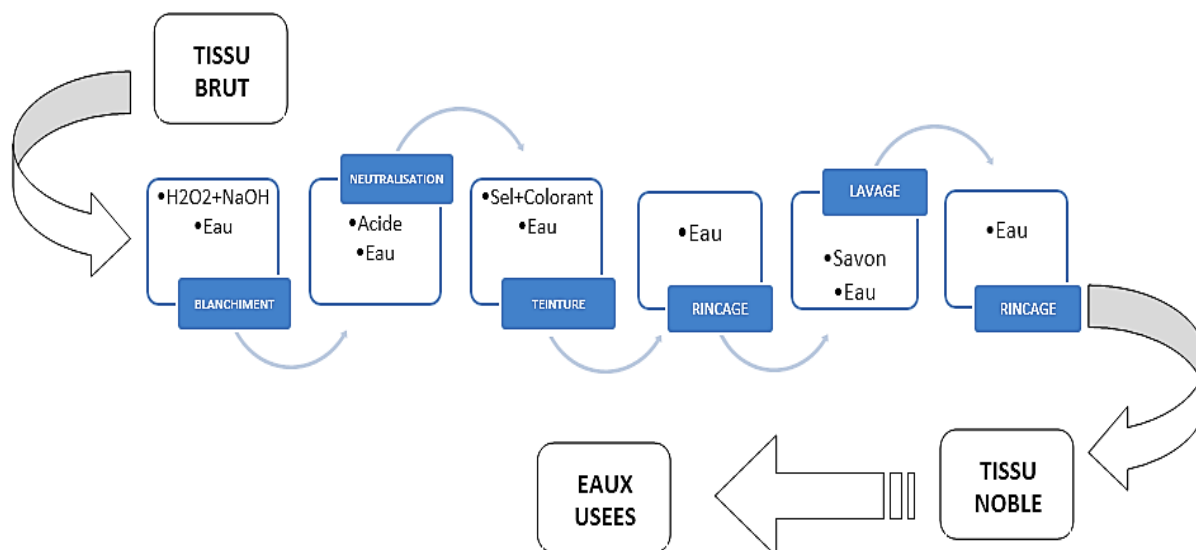 TISSU
BRUT
•H2O2+NaOH
•Eau
BLANCHIMENT
NEUTRALISATION
•Acide
•Eau
•Sel+Colorant
•Eau
TEINTURE
•Eau
RINCAGE
LAVAGE
•Savon
•Eau
•Eau
RINCAGE
TISSU
NOBLE
EAUX
USEES